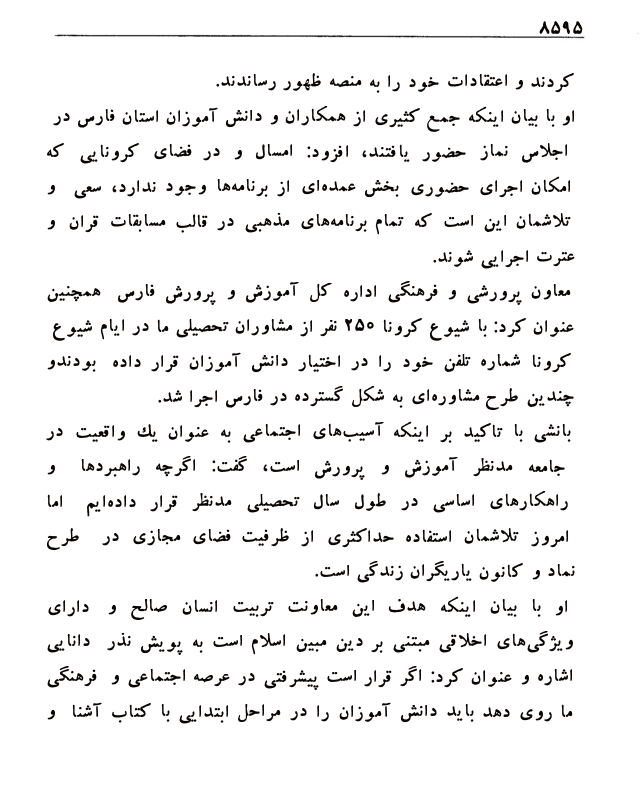 ۸۵۹۵
کردند و اعتقادات خود را به منصه ظهور رساندند.
او با بیان اینکه جمع کثیری از همکاران و دانش آموزان استان فارس در
اجلاس نماز حضور یافتند، افزود: امسال و در فضای کرونایی که
امکان اجرای حضوری بخش عمده‌ای از برنامه‌ها وجود ندارد، سعی و
تلاشمان این است که تمام برنامه‌های مذهبی در قالب مسابقات قران و
عترت اجرایی شوند.
معاون پرورشی و فرهنگی اداره کل آموزش و پرورش فارس همچنین
عنوان کرد: با شیوع کرونا ۲۵۰ نفر از مشاوران تحصیلی ما در ایام شیوع
کرونا شماره تلفن خود را در اختیار دانش آموزان قرار داده بودندو
چندین طرح مشاوره‌ای به شکل گسترده در فارس اجرا شد.
بانشی با تاکید بر اینکه آسیب‌های اجتماعی به عنوان یك واقعیت در
جامعه مدنظر آموزش و پرورش است، گفت: اگرچه راهبردها و
راهکارهای اساسی در طول سال تحصیلی مدنظر قرار داده‌ایم اما
امروز تلاشمان استفاده حداکثری از ظرفیت فضای مجازی در طرح
نماد و کانون یاریگران زندگی است.
او با بیان اینکه هدف این معاونت تربیت انسان صالح و دارای
ویژگی‌های اخلاقی مبتنی بر دین مبین اسلام است به پویش نذر دانایی
اشاره و عنوان کرد: اگر قرار است پیشرفتی در عرصه اجتماعی و فرهنگی
ما روی دهد باید دانش آموزان را در مراحل ابتدایی با کتاب آشنا و